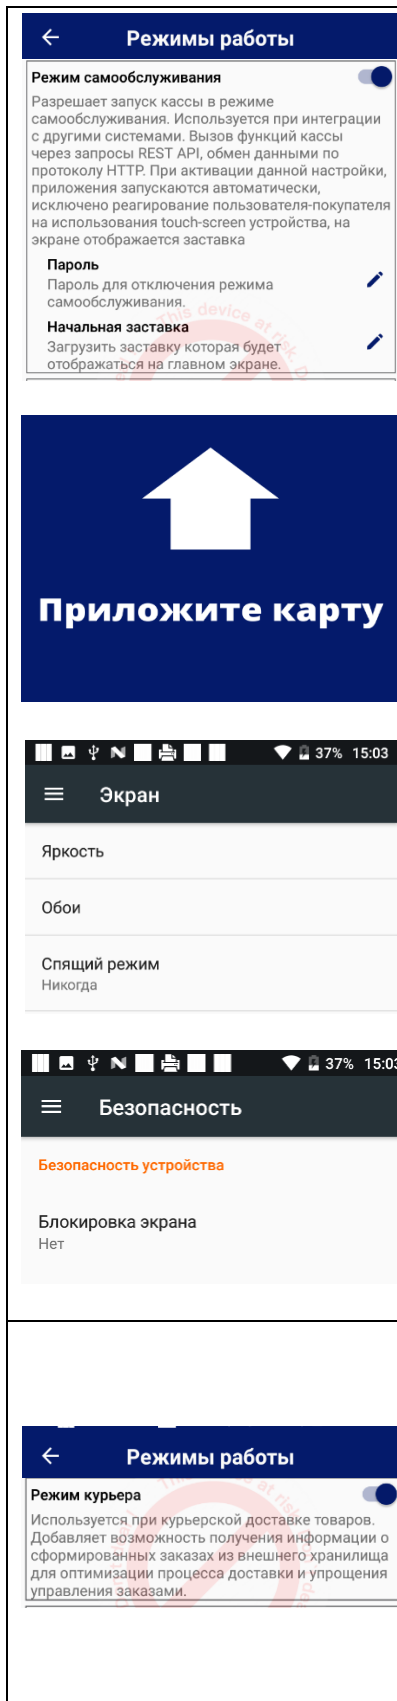 Режимы работы
Режим самообслуживания
Разрешает запуск кассы в режиме
самообслуживания. Используется при интеграции
с другими системами. Вызов функций кассы
через запросы REST API, обмен данными по
протоколу HTTP. При активации данной настройки,
приложения запускаются автоматически,
исключено реагирование пользователя-покупателя
на использования touch-screen устройства, на
экране отображается заставка
Пароль
Пароль для отключения режима
самообслуживания.
This device at risk. D
Начальная заставка
Загрузить заставку которая будет
отображаться на главном экране.
Приложите карту
37% 15:03
Экран
Яркость
Обои
Спящий режим
Никогда
37% 15:03
Безопасность
Безопасность устройства
Блокировка экрана
Нет
Режимы работы
Режим курьера
Используется при курьерской доставке товаров.
Добавляет возможность получения информации о
сформированных заказах из внешнего хранилища
для оптимизации процесса доставки и упрощения
управления заказами.